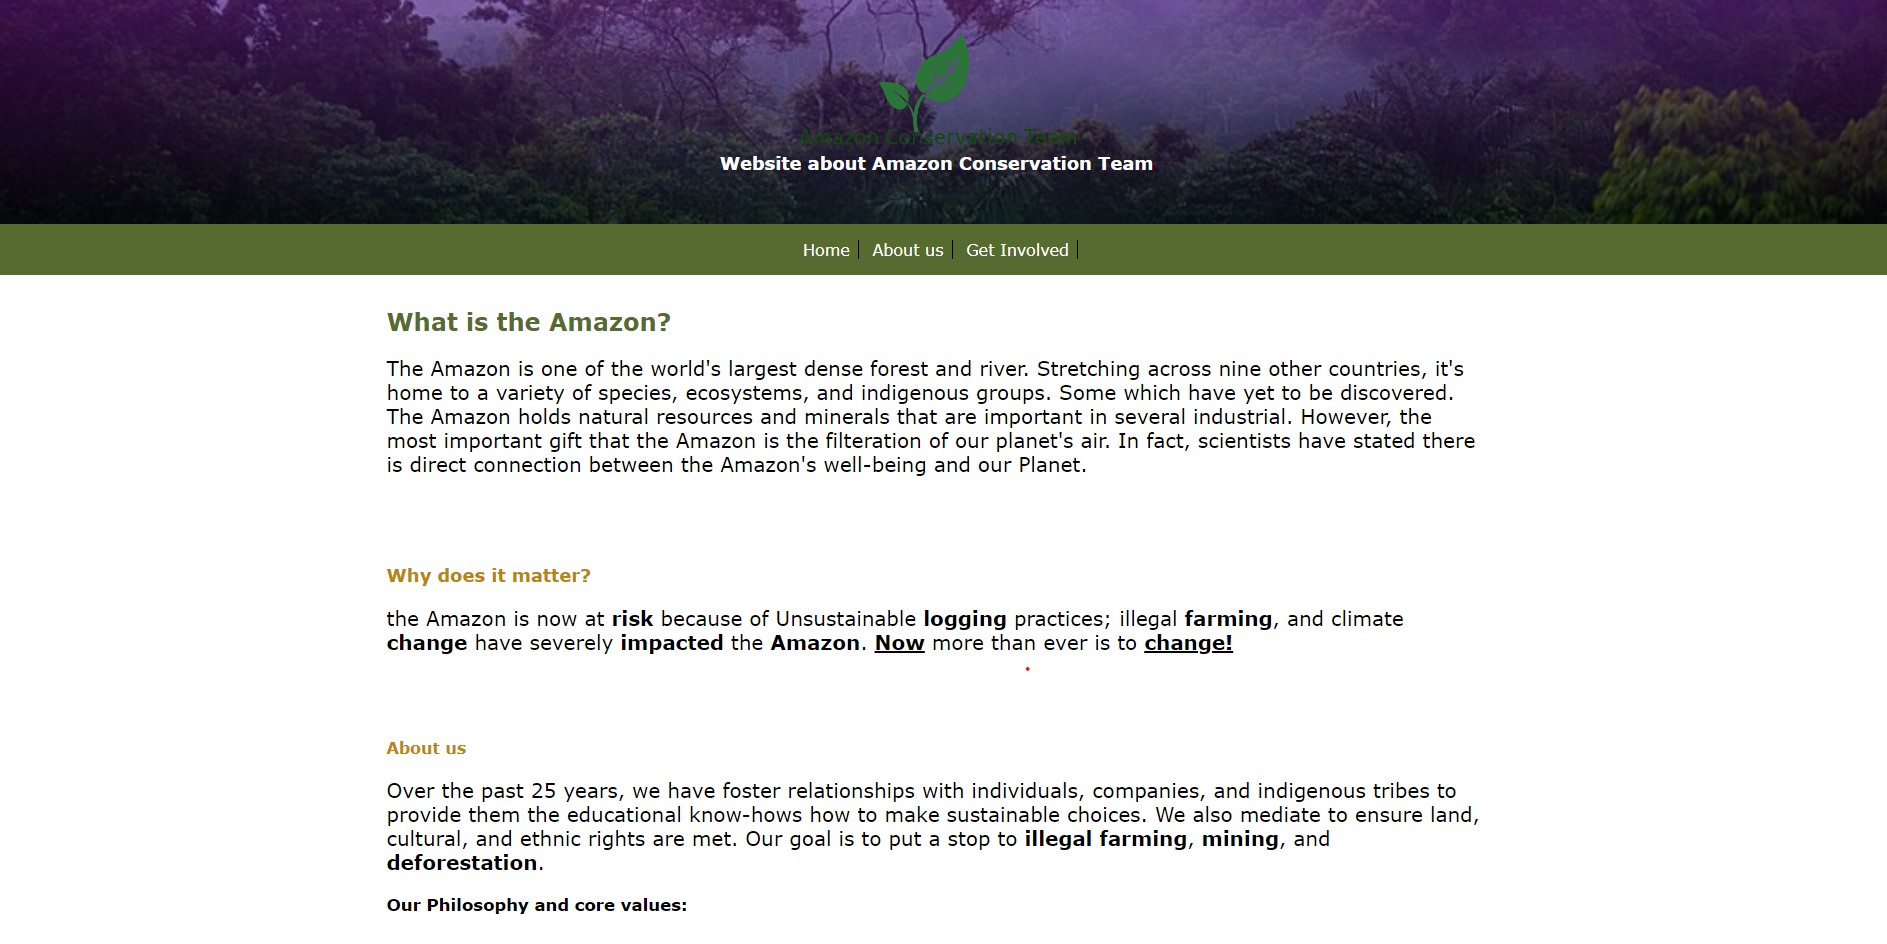 Amazon Conservation Team
Website about Amazon Conservation Team
Home About us Get Involved
What is the Amazon?
The Amazon is one of the world's largest dense forest and river. Stretching across nine other countries, it's
home to a variety of species, ecosystems, and indigenous groups. Some which have yet to be discovered.
The Amazon holds natural resources and minerals that are important in several industrial. However, the
most important gift that the Amazon is the filteration of our planet's air. In fact, scientists have stated there
is direct connection between the Amazon's well-being and our Planet.
Why does it matter?
the Amazon is now at risk because of Unsustainable logging practices; illegal farming, and climate
change have severely impacted the Amazon. Now more than ever is to change!
About us
Over the past 25 years, we have foster relationships with individuals, companies, and indigenous tribes to
provide them the educational know-hows how to make sustainable choices. We also mediate to ensure land,
cultural, and ethnic rights are met. Our goal is to put a stop to illegal farming, mining, and
deforestation.
Our Philosophy and core values: